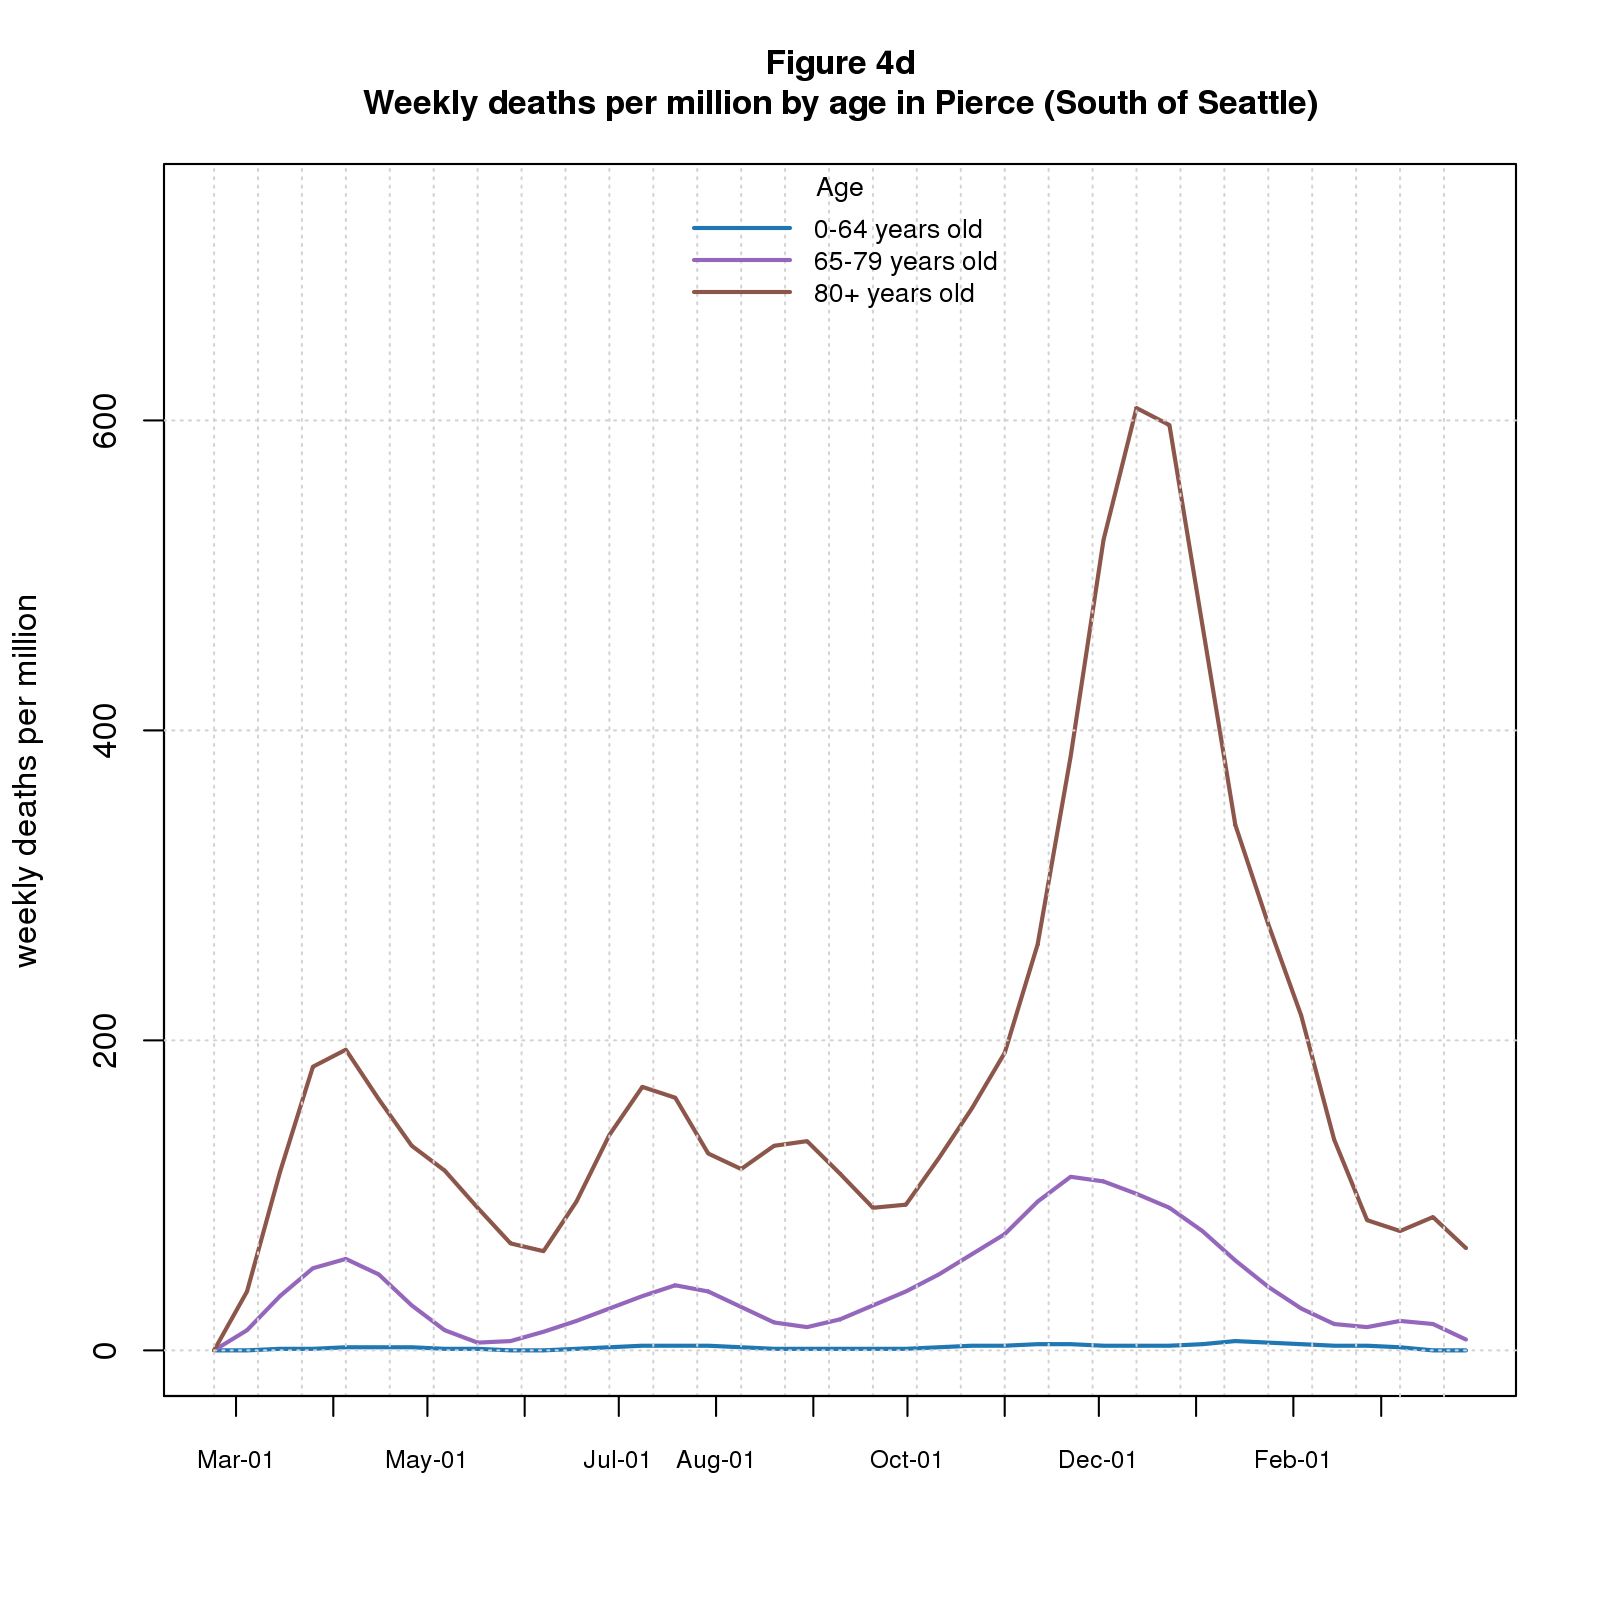 Figure 4d
Weekly deaths per million by age in Pierce (South of Seattle)
Age
0-64 years old
65-79 years old
80+ years old
weekly deaths per million
600
400
200
0
Mar-01 May-01 Jul-01 Aug-01 Oct-01 Dec-01 Feb-01